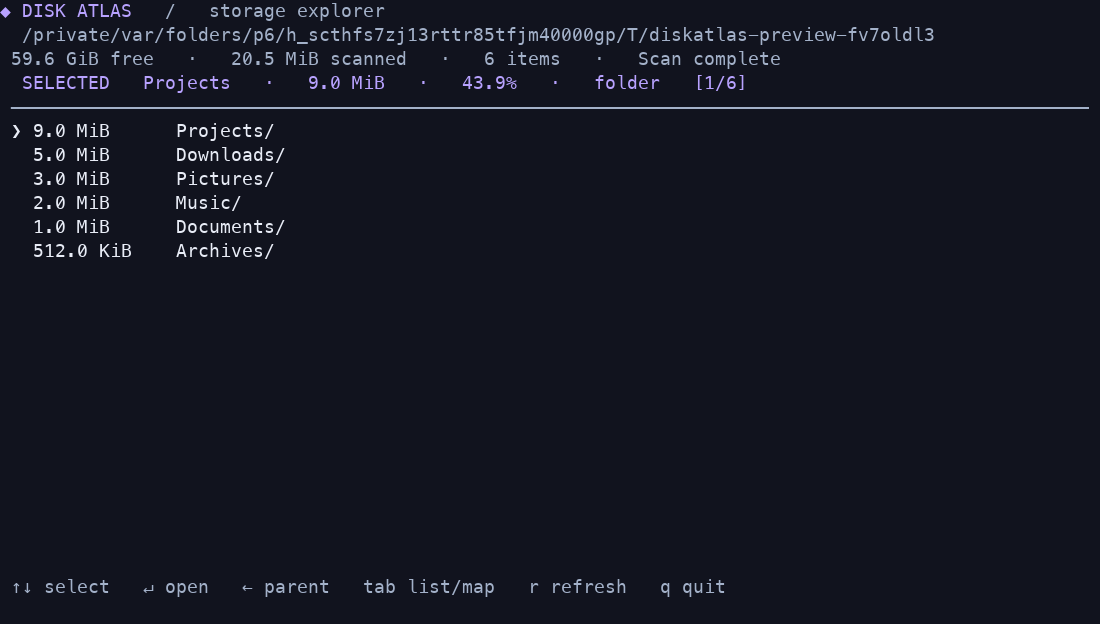 ◆ DISK ATLAS / storage explorer
/private/var/folders/p6/h_scthfs7zj13rttr85tfjm40000gp/T/diskatlas-preview-fv7oldl3
59.6 GiB free · 20.5 MiB scanned · 6 items · Scan complete
SELECTED Projects · 9.0 MiB · 43.9% · folder [1/6]
❯ 9.0 MiB Projects/
5.0 MiB Downloads/
3.0 MiB Pictures/
2.0 MiB Music/
1.0 MiB Documents/
512.0 KiB Archives/
↑↓ select ↵ open ← parent tab list/map r refresh q quit